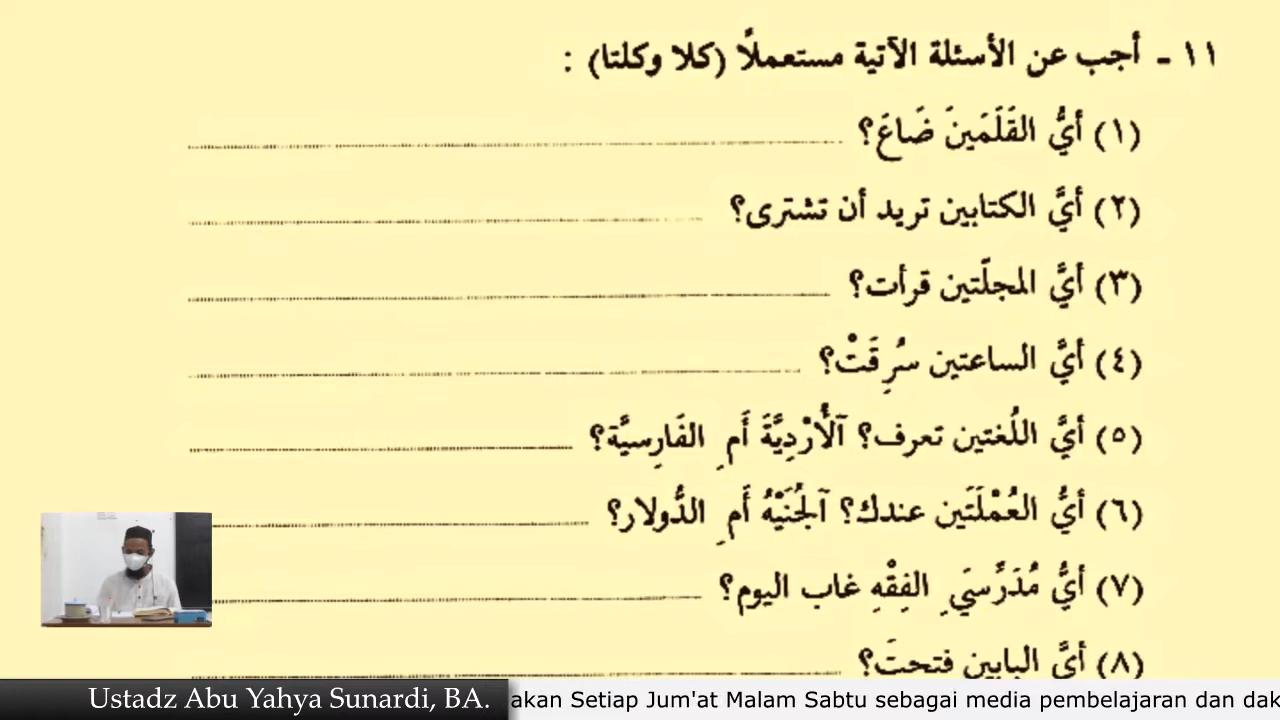 ١١ - أجب عن الأسئلة الآتية مستعملًا (كلا وكلتا) :
(١) أيُّ القَلَمَينِ ضَاعَ؟
(٢) أيَّ الكتابين تريد أن تشترى؟
(٣) أيَّ المجلّتين قرأت؟
(٤) أيَّ الساعتين سُرِقَتْ؟
(٥) أيَّ اللُغتين تعرف؟ آلْأُرْدِيَّةَ أَمِ الفَارِسيَّة؟
(٦) أيُّ العُمْلَتَين عندك؟ آلجُنَيْهُ أَمِ الدُّولار؟
(٧) أيُّ مُدَرِّسَيِ الفِقْهِ غاب اليوم؟
(٨) أيَّ البابين فتحتَ؟
Ustadz Abu Yahya Sunardi, BA.
akan Setiap Jum'at Malam Sabtu sebagai media pembelajaran dan dak